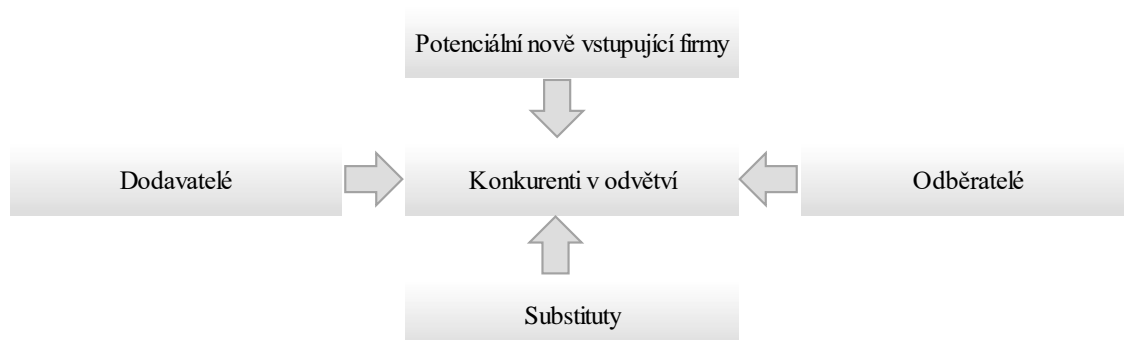 Potenciální nově vstupující firmy
Dodavatelé
Konkurenti v odvětví
Odběratelé
Substituty